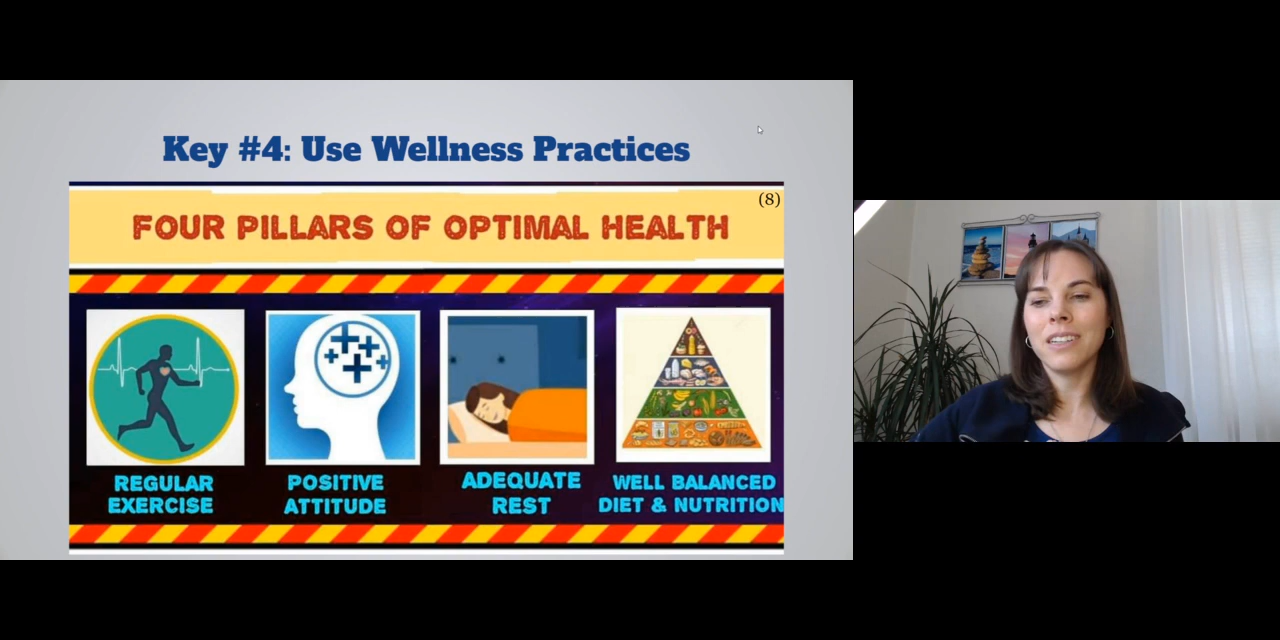 Key #4: Use Wellness Practices
(8)
FOUR PILLARS OF OPTIMAL HEALTH
REGULAR
EXERCISE
POSITIVE
ATTITUDE
ADEQUATE
REST
WELL BALANCED
DIET & NUTRITION